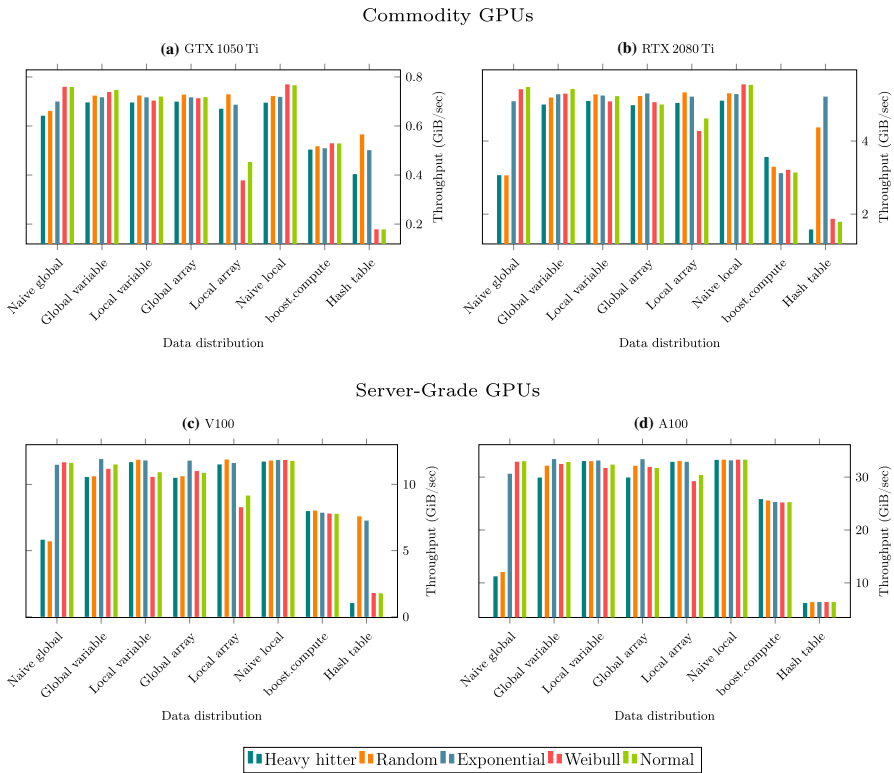 Commodity GPUs
(a) GTX 1050 Ti
0.8
0.6
0.4
0.2
Throughput (GiB/sec)
Naive global
Global variable
Local variable
Global array
Local array
Naive local
boost.compute
Hash table
Data distribution
(b) RTX 2080 Ti
4
2
Throughput (GiB/sec)
Naive global
Global variable
Local variable
Global array
Local array
Naive local
boost.compute
Hash table
Data distribution
Server-Grade GPUs
(c) V100
10
5
0
Throughput (GiB/sec)
Naive global
Global variable
Local variable
Global array
Local array
Naive local
boost.compute
Hash table
Data distribution
(d) A100
30
20
10
Throughput (GiB/sec)
Naive global
Global variable
Local variable
Global array
Local array
Naive local
boost.compute
Hash table
Data distribution
Heavy hitter Random Exponential Weibull Normal